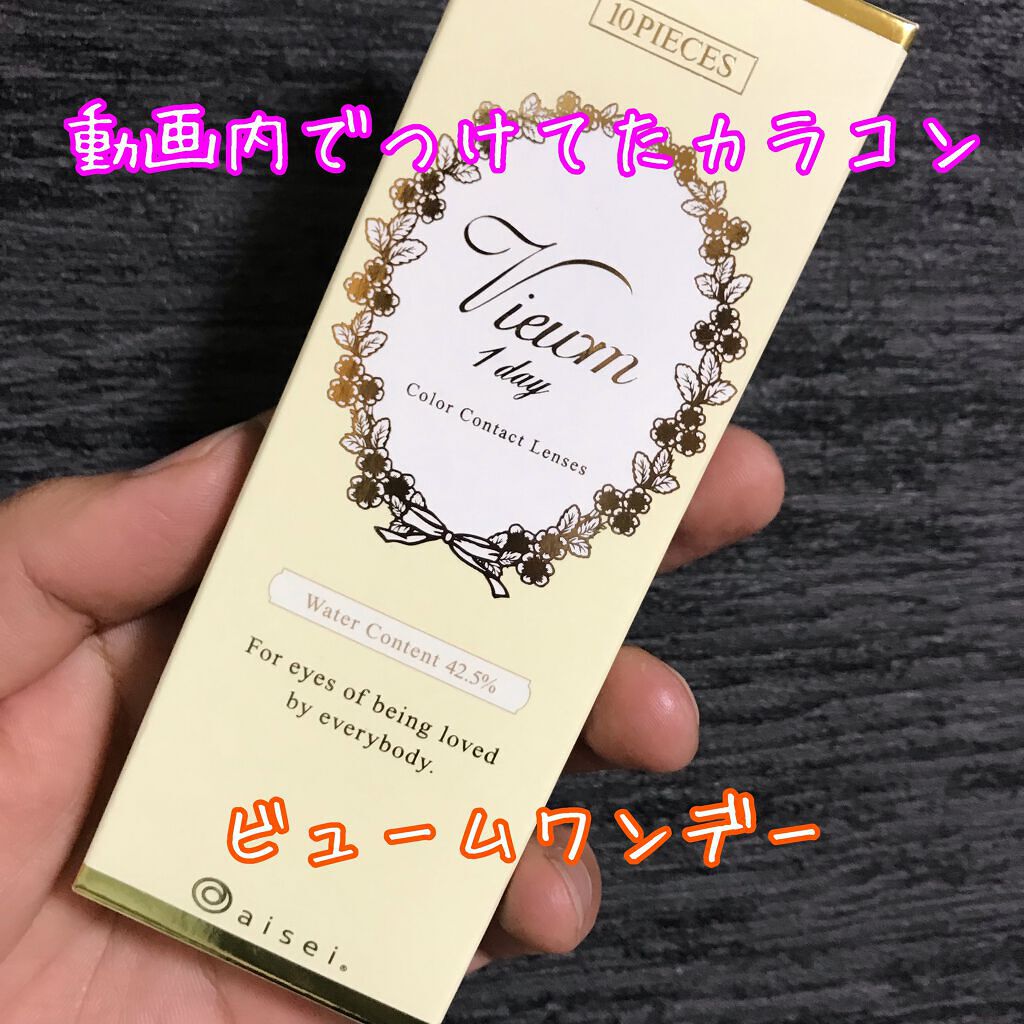 10PIECES
動画内でつけてたカラコン
Viewm
1 day
Color Contact Lenses
Water Content 42.5%
For eyes of being loved
by everybody.
ビュームワンデー
aisei®